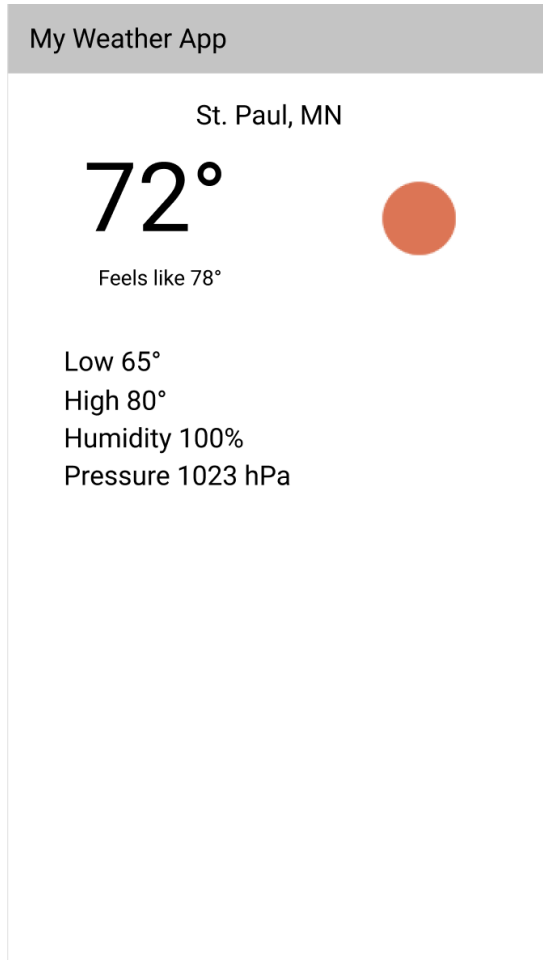 My Weather App
St. Paul, MN
72°
Feels like 78°
Low 65°
High 80°
Humidity 100%
Pressure 1023 hPa